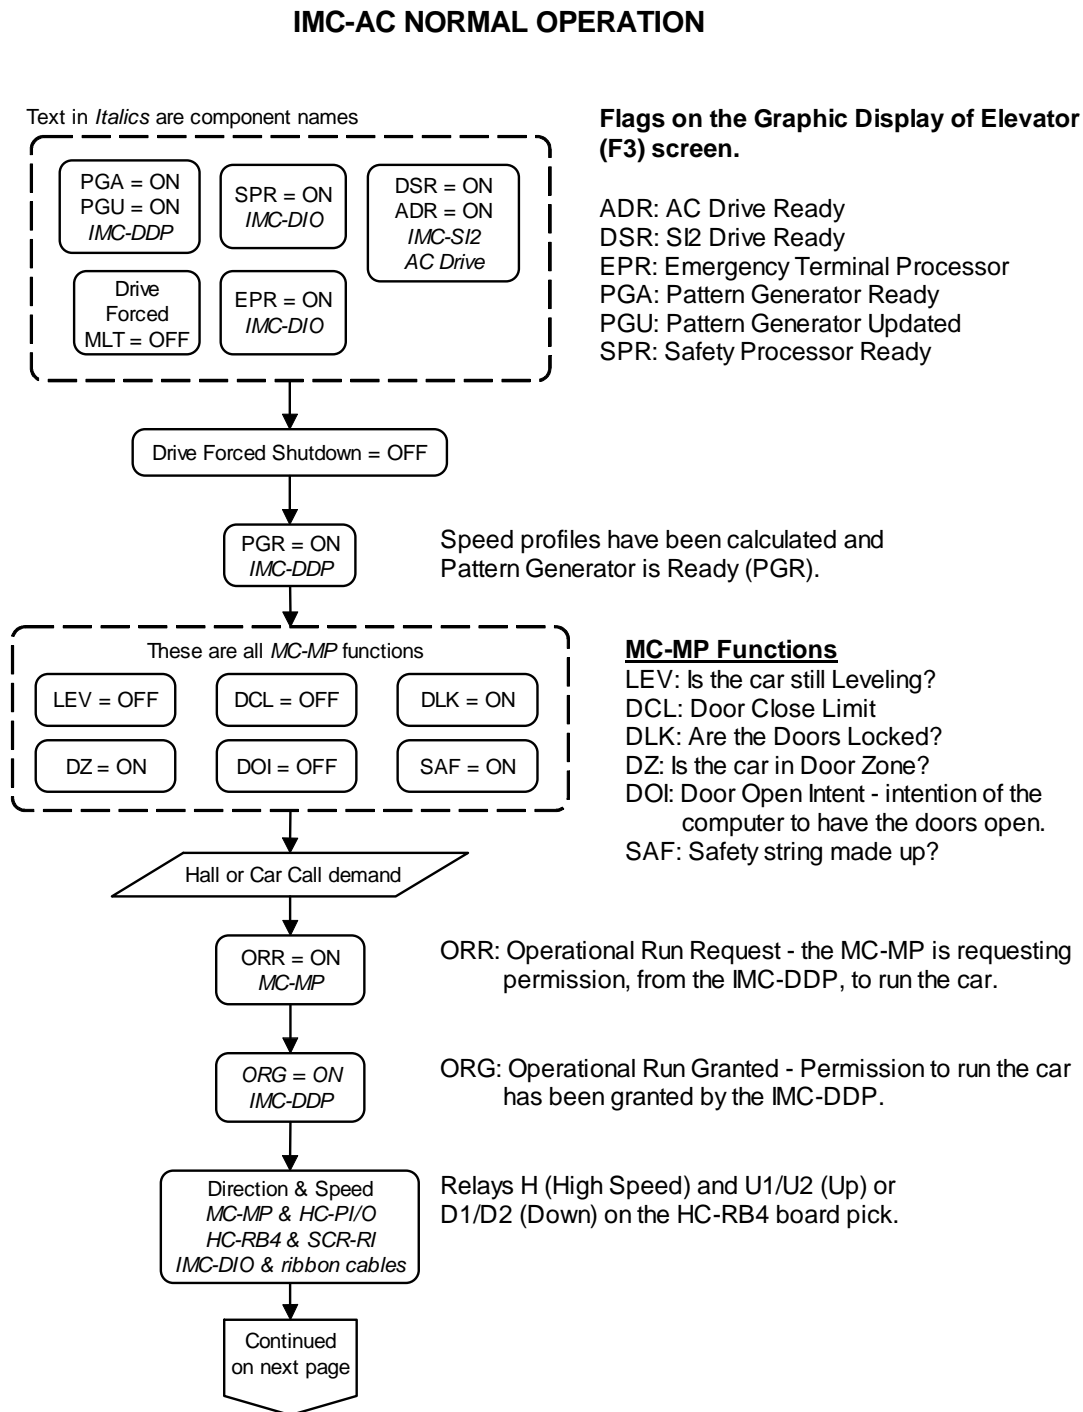 IMC-AC NORMAL OPERATION
Text in Italics are component names
PGA = ON
PGU = ON
IMC-DDP
SPR = ON
IMC-DIO
DSR = ON
ADR = ON
IMC-SI2
AC Drive
Drive
Forced
MLT = OFF
EPR = ON
IMC-DIO
Flags on the Graphic Display of Elevator
(F3) screen.
ADR: AC Drive Ready
DSR: SI2 Drive Ready
EPR: Emergency Terminal Processor
PGA: Pattern Generator Ready
PGU: Pattern Generator Updated
SPR: Safety Processor Ready
Drive Forced Shutdown = OFF
PGR = ON
IMC-DDP
Speed profiles have been calculated and
Pattern Generator is Ready (PGR).
These are all MC-MP functions
LEV = OFF
DCL = OFF
DLK = ON
DZ = ON
DOI = OFF
SAF = ON
MC-MP Functions
LEV: Is the car still Leveling?
DCL: Door Close Limit
DLK: Are the Doors Locked?
DZ: Is the car in Door Zone?
DOI: Door Open Intent - intention of the
computer to have the doors open.
SAF: Safety string made up?
Hall or Car Call demand
ORR = ON
MC-MP
ORR: Operational Run Request - the MC-MP is requesting
permission, from the IMC-DDP, to run the car.
ORG = ON
IMC-DDP
ORG: Operational Run Granted - Permission to run the car
has been granted by the IMC-DDP.
Direction & Speed
MC-MP & HC-PI/O
HC-RB4 & SCR-RI
IMC-DIO & ribbon cables
Relays H (High Speed) and U1/U2 (Up) or
D1/D2 (Down) on the HC-RB4 board pick.
Continued
on next page